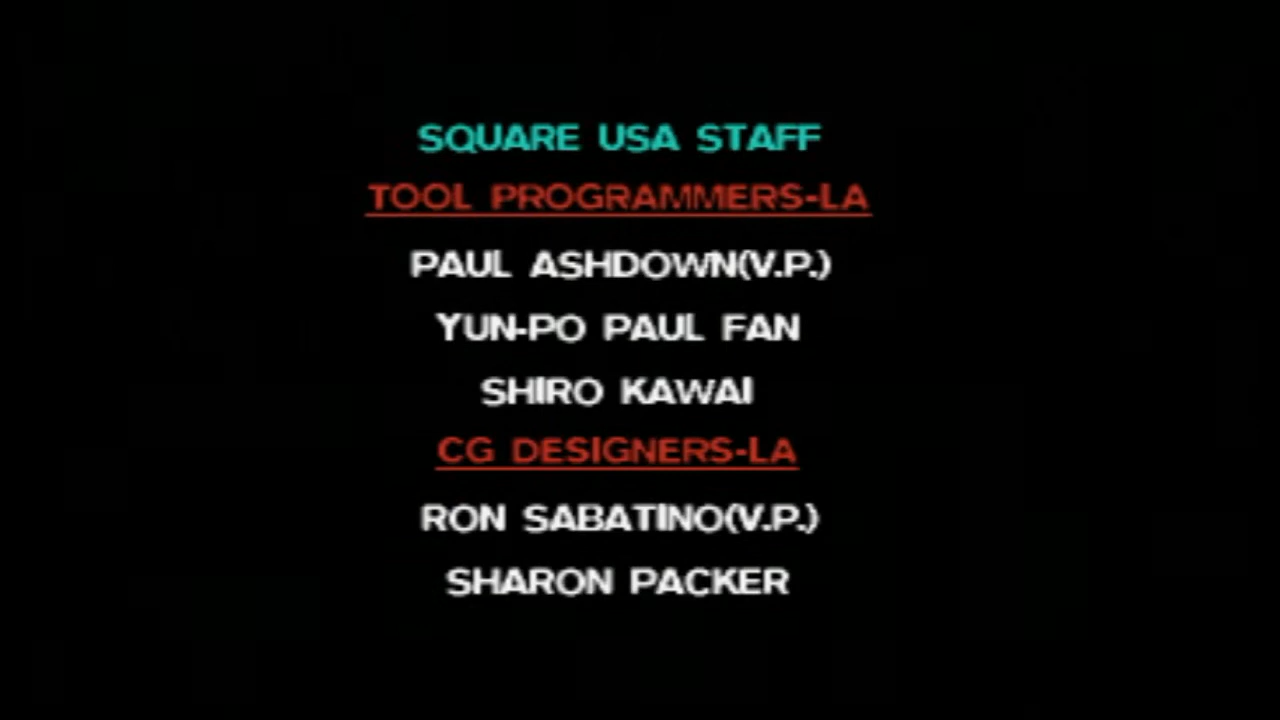 SQUARE USA STAFF
TOOL PROGRAMMERS-LA
PAUL ASHDOWN(V.P.)
YUN-PO PAUL FAN
SHIRO KAWAI
CG DESIGNERS-LA
RON SABATINO(V.P.)
SHARON PACKER